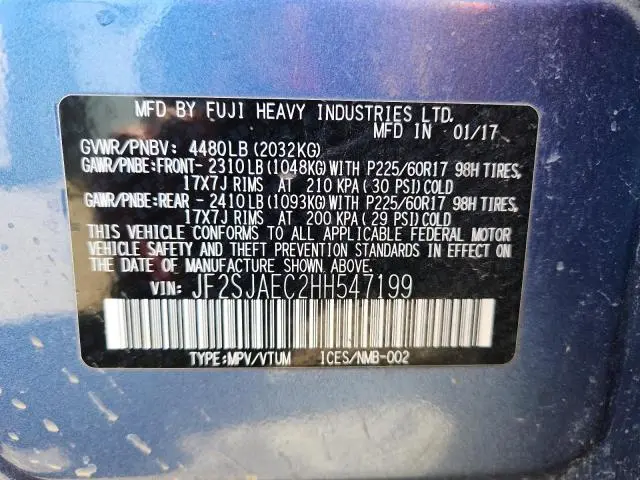 MFD BY FUJI HEAVY INDUSTRIES LTD.
MFD IN 01/17
GVWR/PNBV: 4480LB(2032KG)
GAWR/PNBE:FRONT- 2310LB(1048KG)WITH P225/60R17 98H TIRES,
17X7J RIMS AT 210 KPA(30 PSI)COLD
GAWR/PNBE:REAR - 2410LB(1093KG)WITH P225/60R17 98H TIRES,
17X7J RIMS AT 200 KPA(29 PSI)COLD
THIS VEHICLE CONFORMS TO ALL APPLICABLE FEDERAL MOTOR
VEHICLE SAFETY AND THEFT PREVENTION STANDARDS IN EFFECT ON
THE DATE OF MANUFACTURE SHOWN ABOVE.
VIN: JF2SJAEC2HH547199
TYPE:MPV/VTUM ICES/NMB-002